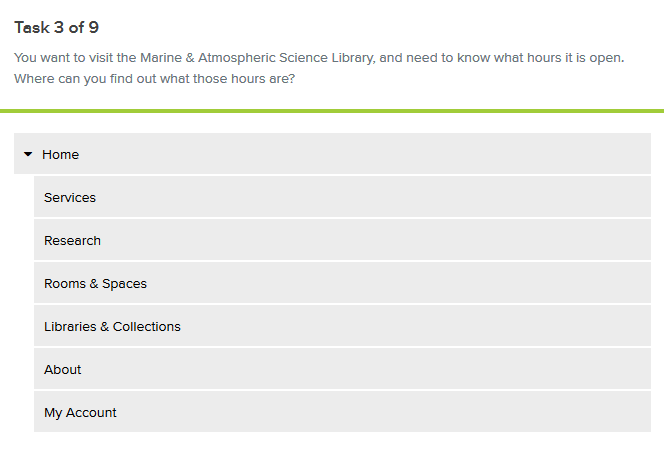 Task 3 of 9
You want to visit the Marine & Atmospheric Science Library, and need to know what hours it is open.
Where can you find out what those hours are?
Home
Services
Research
Rooms & Spaces
Libraries & Collections
About
My Account